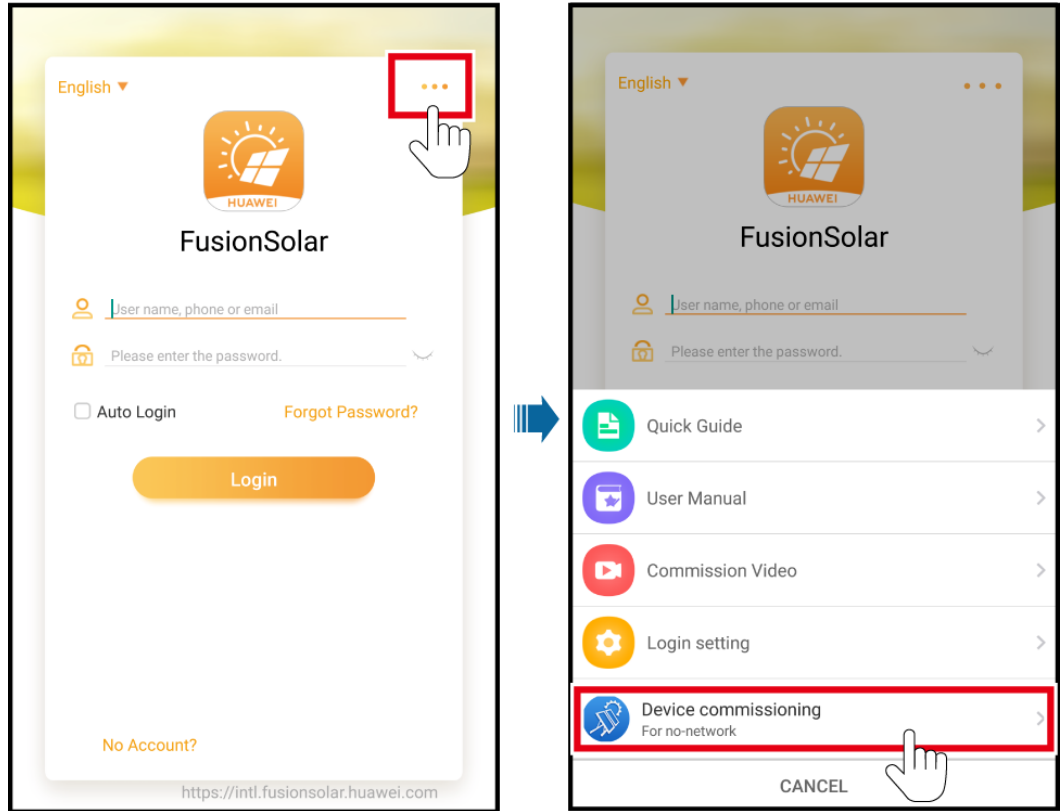 English
HUAWEI
FusionSolar
User name, phone or email
Please enter the password.
Auto Login
Forgot Password?
Login
No Account?
https://intl.fusionsolar.huawei.com
English
HUAWEI
FusionSolar
User name, phone or email
Please enter the password.
Quick Guide
User Manual
Commission Video
Login setting
Device commissioning
For no-network
CANCEL